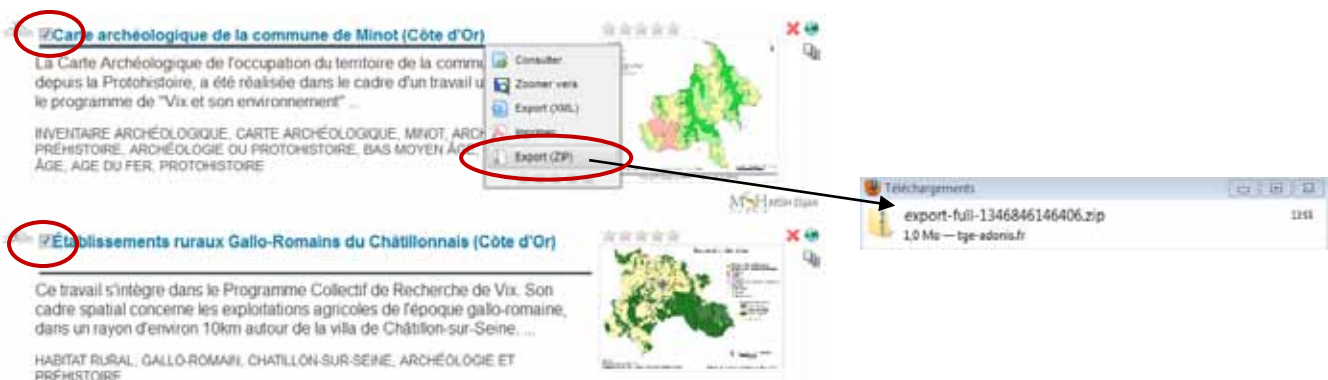 Carte archéologique de la commune de Minot (Côte d'Or)
La Carte Archéologique de l'occupation du territoire de la commu
depuis la Protohistoire, a été réalisée dans le cadre d'un travail u
le programme de "Vix et son environnement" ...
INVENTAIRE ARCHÉOLOGIQUE, CARTE ARCHÉOLOGIQUE, MINOT, ARCH
PRÉHISTOIRE, ARCHÉOLOGIE OU PROTOHISTOIRE, BAS MOYEN ÂGE,
ÂGE, AGE DU FER, PROTOHISTOIRE
Consulter
Zoomer vers
Export (XML)
Imprimer
Export (ZIP)
MSH MSH Dijon
Téléchargements
export-full-1346846146406.zip
1,0 Mo — tge-adonis.fr
Établissements ruraux Gallo-Romains du Châtillonnais (Côte d'Or)
Ce travail s'intègre dans le Programme Collectif de Recherche de Vix. Son
cadre spatial concerne les exploitations agricoles de l'époque gallo-romaine,
dans un rayon d'environ 10km autour de la villa de Châtillon-sur-Seine. ...
HABITAT RURAL, GALLO-ROMAIN, CHATILLON-SUR-SEINE, ARCHÉOLOGIE ET
PRÉHISTOIRE